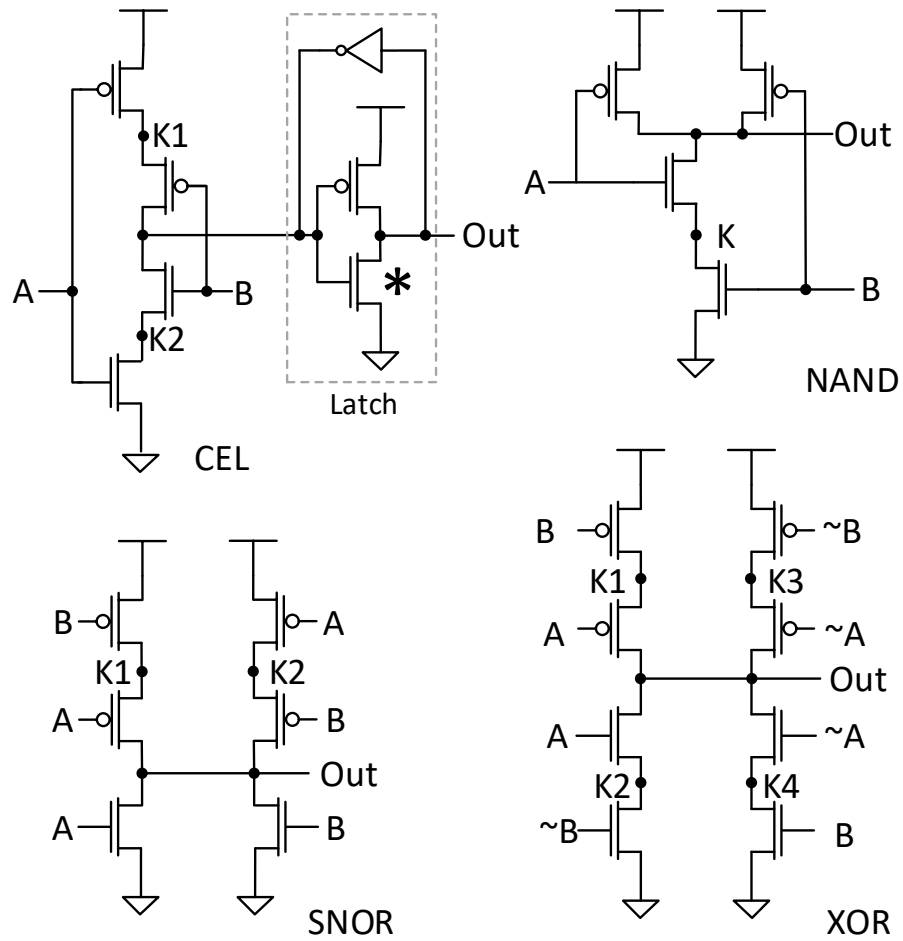 K1
Out
A
B
*
K2
Latch
CEL
Out
A
K
B
NAND
B
A
K1
K2
A
B
Out
A
B
SNOR
B
~B
K1
K3
A
~A
Out
A
~A
K2
K4
~B
B
XOR